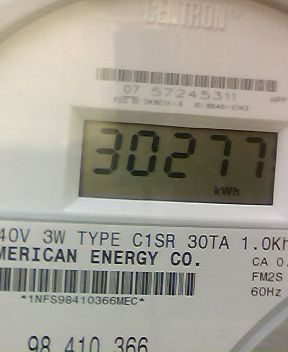 CENTRON
07 57245311
30277
kWh
40V 3W TYPE C1SR 30TA 1.0Kh
MERICAN ENERGY CO.
CA 0.
FM2S
60Hz
*1NFS98410366MEC*
98 410 366